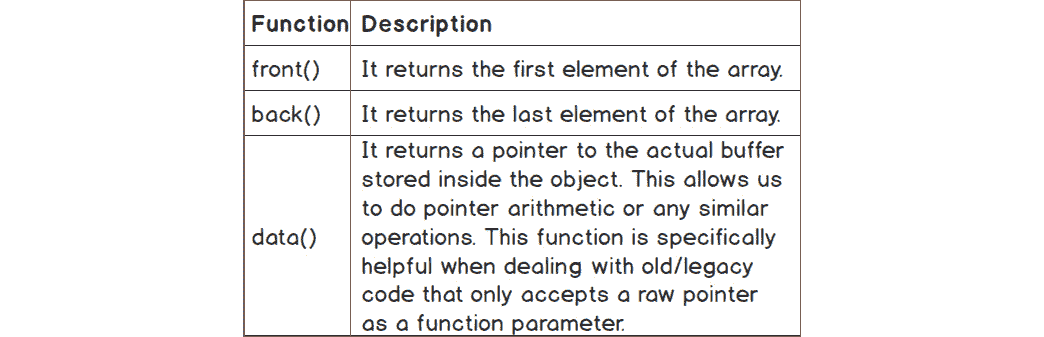 Function Description
front() It returns the first element of the array.
back() It returns the last element of the array.
It returns a pointer to the actual buffer
stored inside the object. This allows us
to do pointer arithmetic or any similar
data() operations. This function is specifically
helpful when dealing with old/legacy
code that only accepts a raw pointer
as a function parameter.